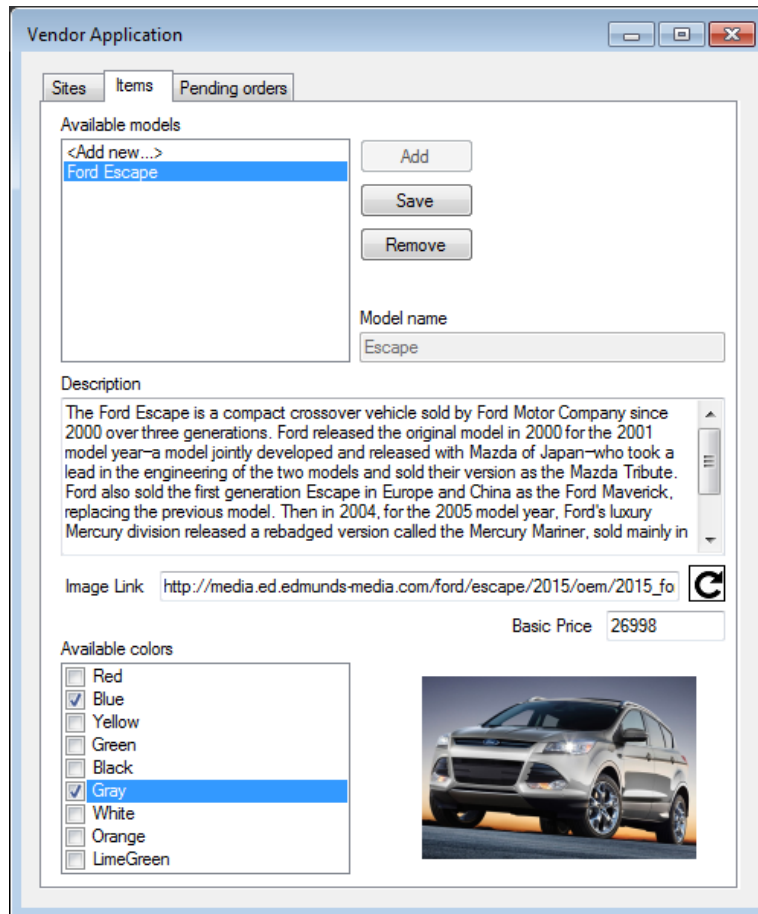 Vendor Application
Sites Items Pending orders
Available models
<Add new...>
Ford Escape
Add
Save
Remove
Model name
Escape
Description
The Ford Escape is a compact crossover vehicle sold by Ford Motor Company since
2000 over three generations. Ford released the original model in 2000 for the 2001
model year–a model jointly developed and released with Mazda of Japan–who took a
lead in the engineering of the two models and sold their version as the Mazda Tribute.
Ford also sold the first generation Escape in Europe and China as the Ford Maverick,
replacing the previous model. Then in 2004, for the 2005 model year, Ford's luxury
Mercury division released a rebadged version called the Mercury Mariner, sold mainly in
Image Link http://media.ed.edmunds-media.com/ford/escape/2015/oem/2015_fo
Basic Price 26998
Available colors
Red
Blue
Yellow
Green
Black
Gray
White
Orange
LimeGreen